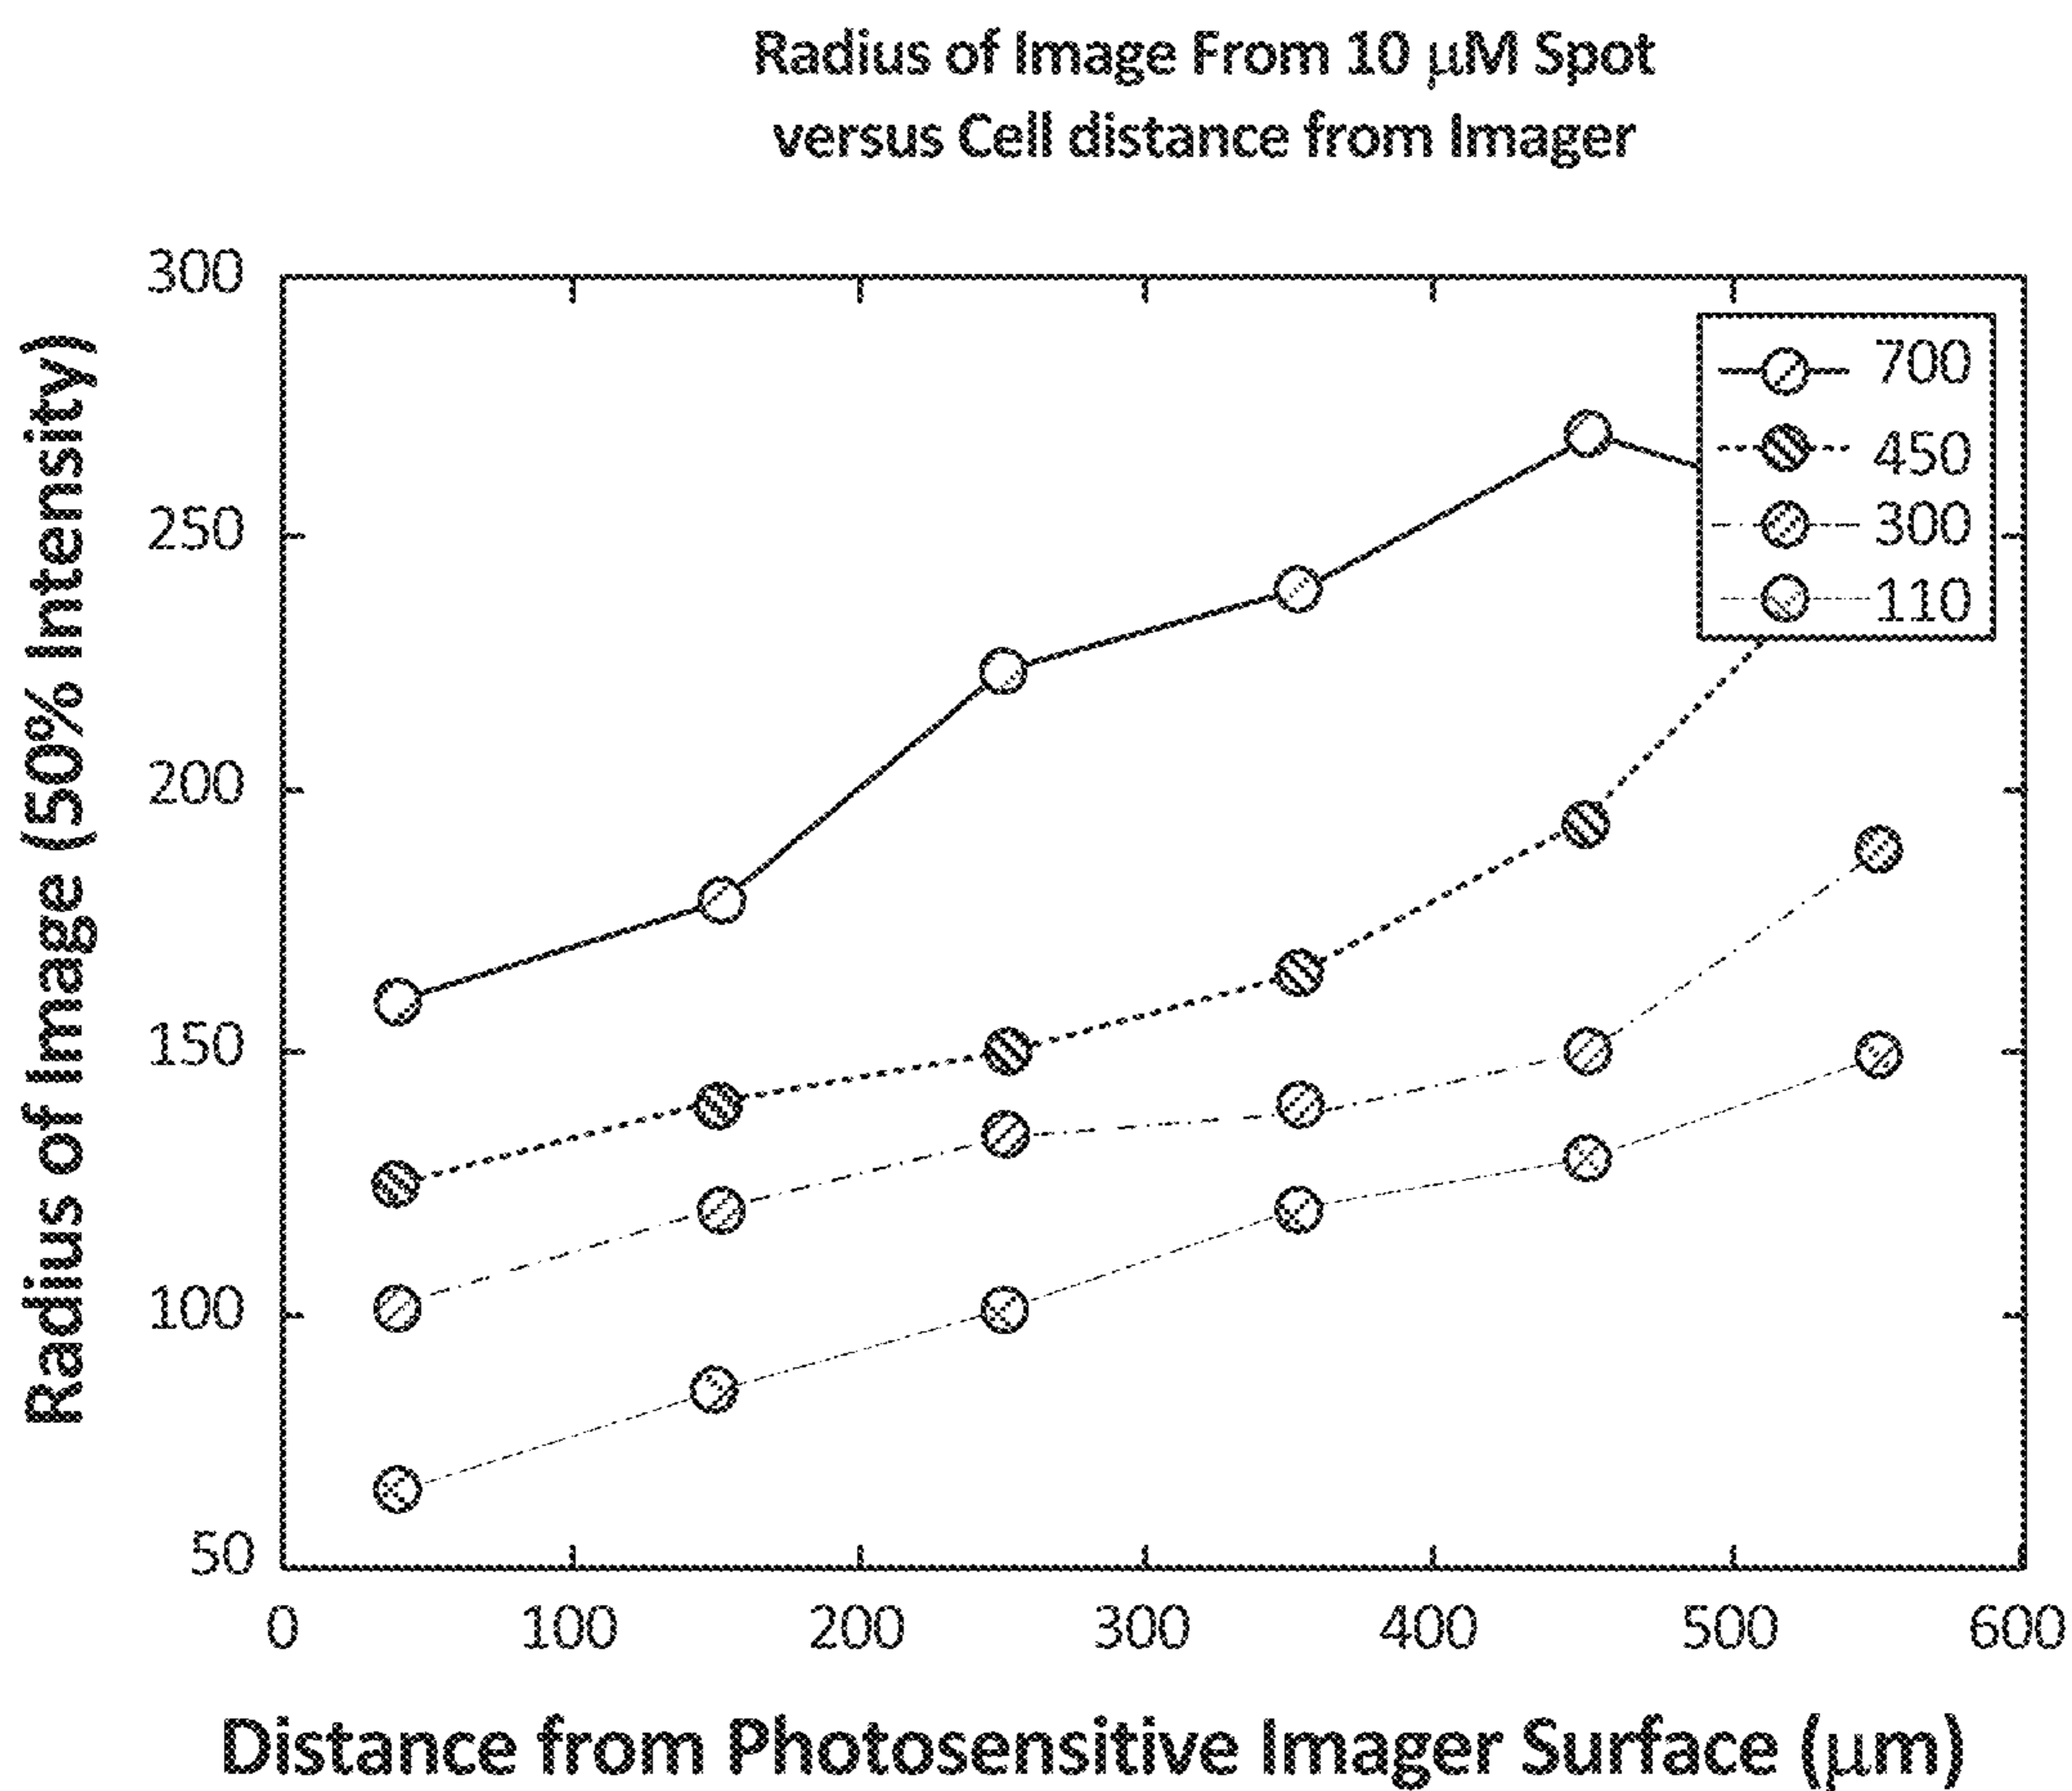 Radius of Image From 10 μM Spot
versus Cell distance from Imager
Radius of Image (50% Intensity)
300
250
200
150
100
50
700
450
300
110
0 100 200 300 400 500 600
Distance from Photosensitive Imager Surface (μm)